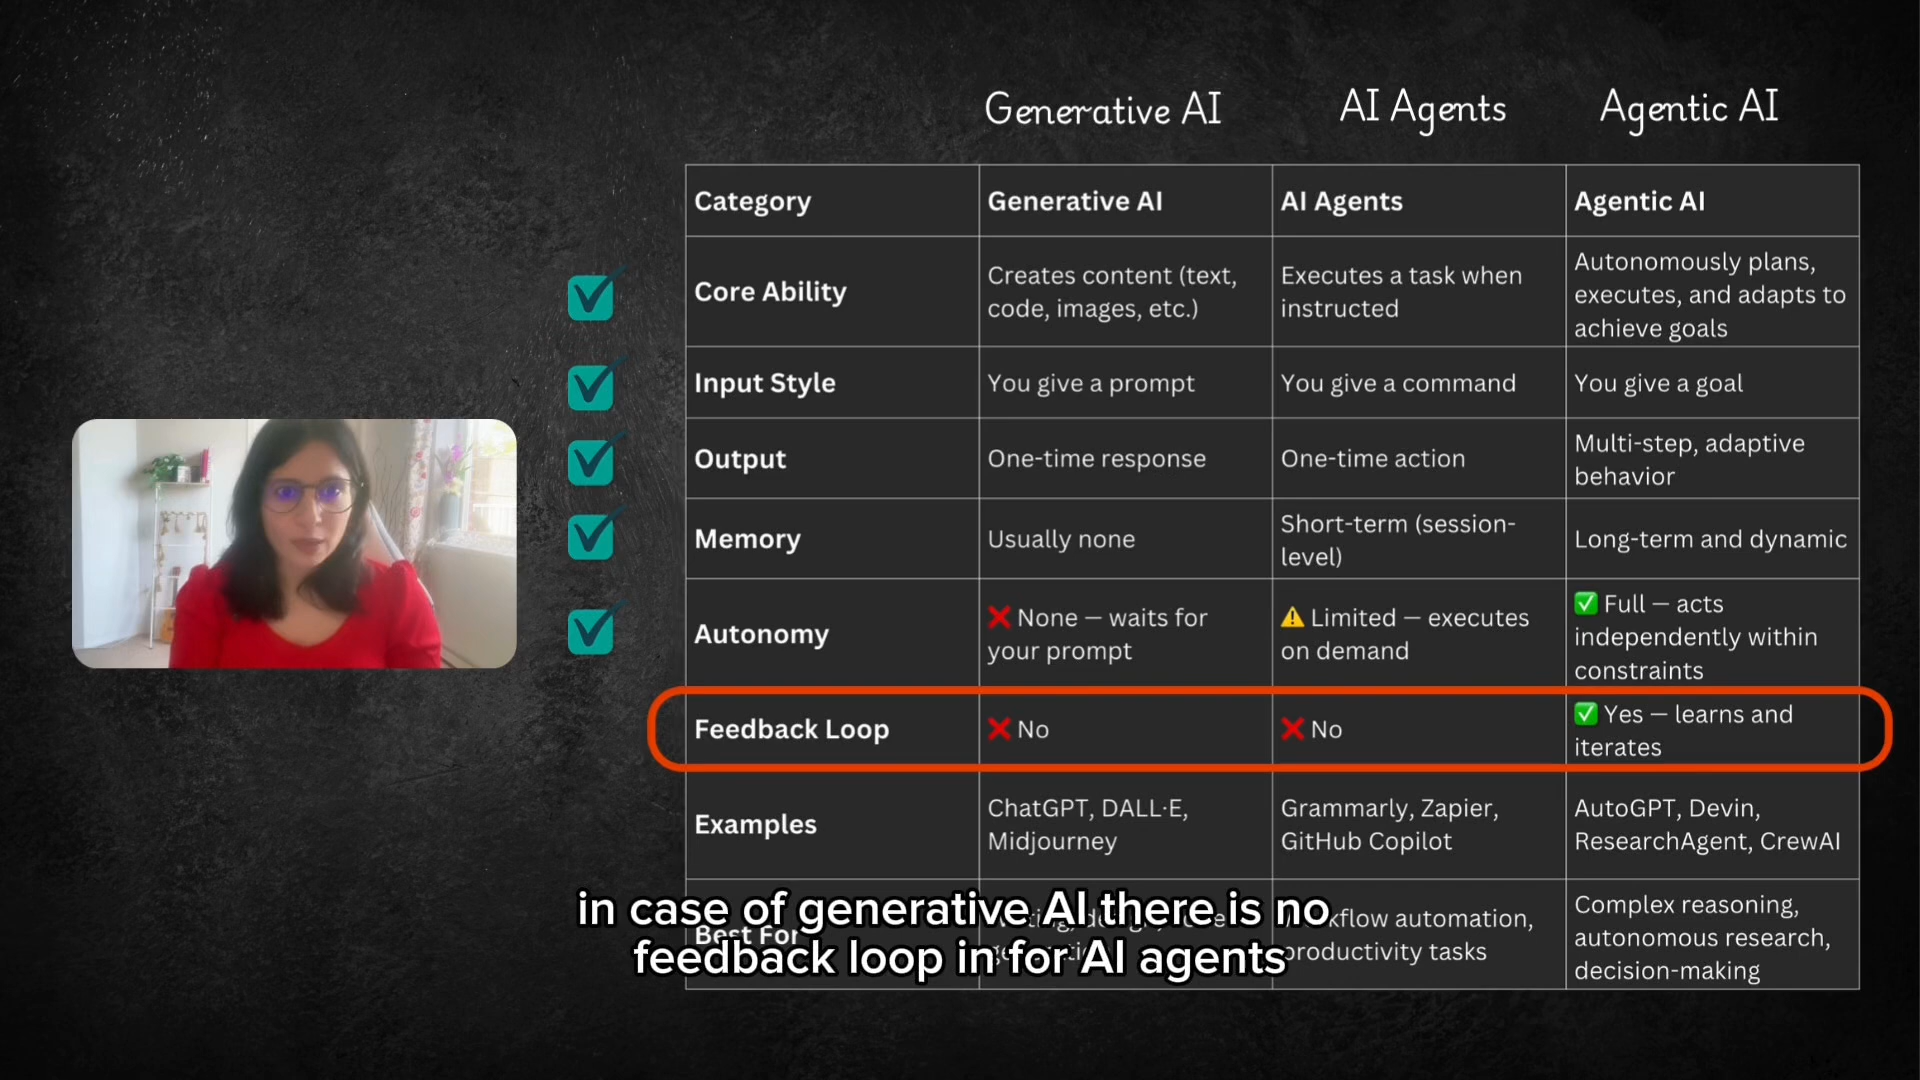 Generative AI
AI Agents
Agentic AI
Category
Generative AI
AI Agents
Agentic AI
Core Ability
Creates content (text,
code, images, etc.)
Executes a task when
instructed
Autonomously plans,
executes, and adapts to
achieve goals
Input Style
You give a prompt
You give a command
You give a goal
Output
One-time response
One-time action
Multi-step, adaptive
behavior
Memory
Usually none
Short-term (session-
level)
Long-term and dynamic
Autonomy
❌ None — waits for
your prompt
⚠️ Limited — executes
on demand
✅ Full — acts
independently within
constraints
Feedback Loop
❌ No
❌ No
✅ Yes — learns and
iterates
Examples
ChatGPT, DALL·E,
Midjourney
Grammarly, Zapier,
GitHub Copilot
AutoGPT, Devin,
ResearchAgent, CrewAI
Best For
automation,
productivity tasks
Complex reasoning,
autonomous research,
decision-making
in case of generative AI there is no
feedback loop in for AI agents